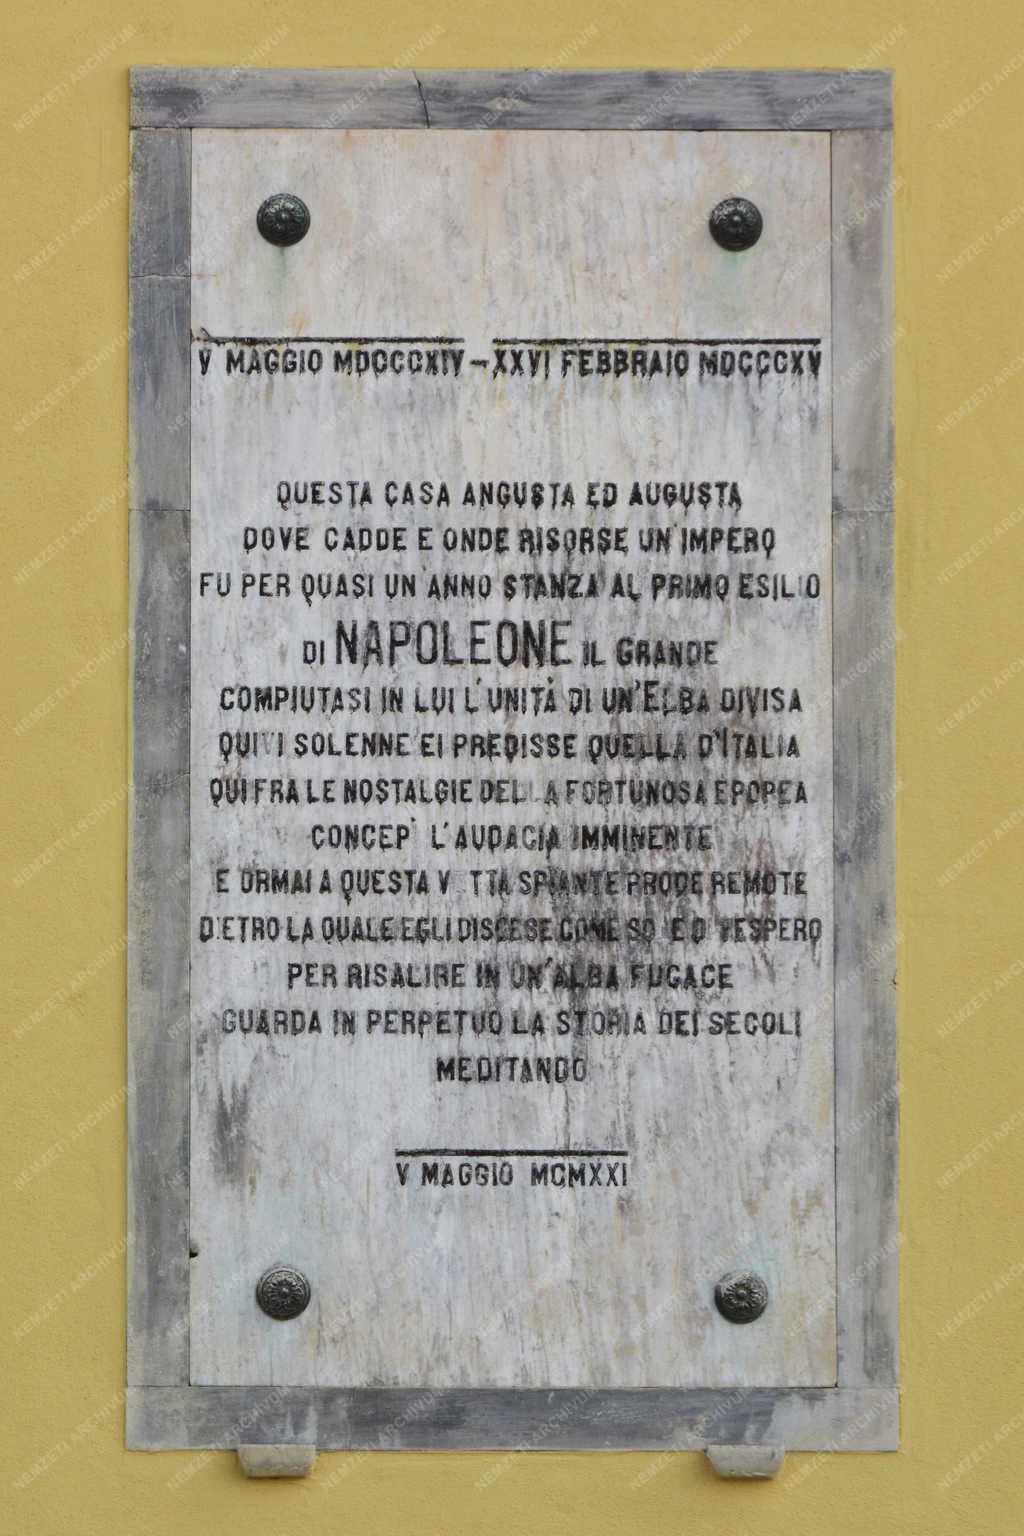 V MAGGIO MDCCCXIV – XXVI FEBBRAIO MDCCCXV
QUESTA CASA ANGUSTA ED AUGUSTA
DOVE CADDE E ONDE RISORSE UN'IMPERO
FU PER QUASI UN'ANNO STANZA AL PRIMO ESILIO
DI NAPOLEONE IL GRANDE
COMPIUTASI IN LUI L'UNITÀ DI UN'ELBA DIVISA
QUIVI SOLENNE EI PREDISSE QUELLA D'ITALIA
QUI FRA LE NOSTALGIE DELLA FORTUNOSA EPOPEA
CONCEPÌ L'AUDACIA IMMINENTE
E ORMAI A QUESTA SPIANTE PRODE REMOTE
DIETRO LA QUALE EGLI DISCESE COME VESPERO
PER RISALIRE IN UN'ALBA FUGACE
GUARDA IN PERPETUO LA STORIA DEI SECOLI
MEDITANDO
V MAGGIO MCMXXI
NEMZETI ARCHÍVUM